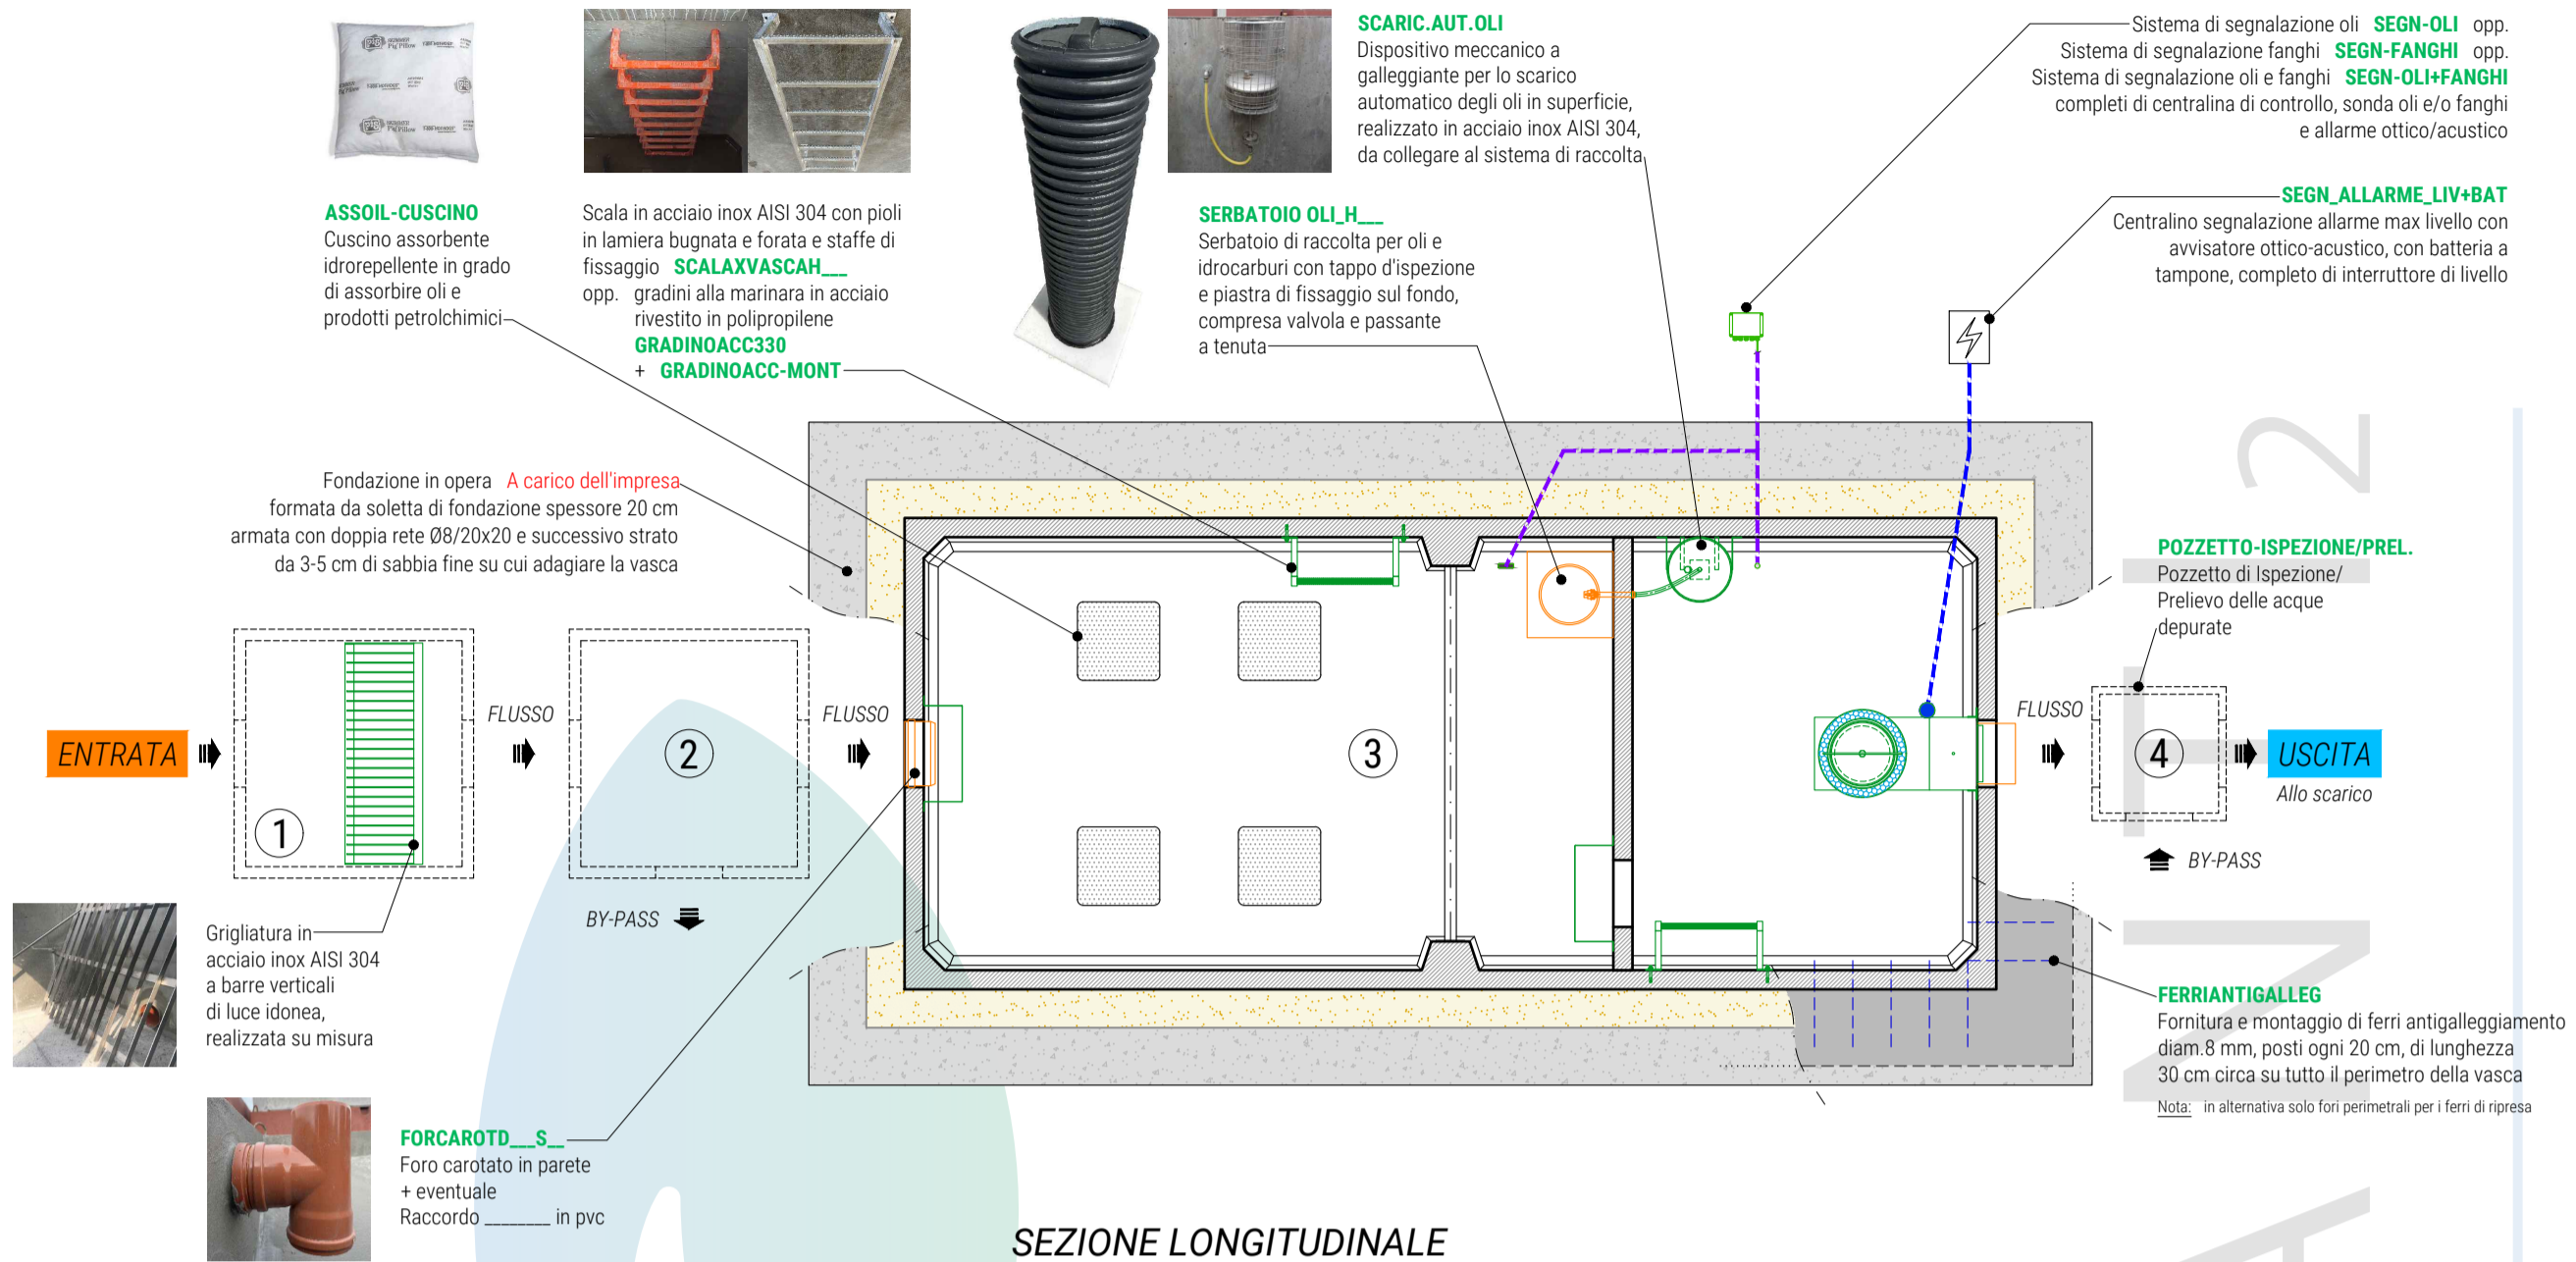 SCARIC.AUT.OLI
Dispositivo meccanico a
galleggiante per lo scarico
automatico degli oli in superficie,
realizzato in acciaio inox AISI 304,
da collegare al sistema di raccolta
Sistema di segnalazione oli SEGN-OLI opp.
Sistema di segnalazione fanghi SEGN-FANGHI opp.
Sistema di segnalazione oli e fanghi SEGN-OLI+FANGHI
completi di centralina di controllo, sonda oli e/o fanghi
e allarme ottico/acustico
SEGN_ALLARME_LIV+BAT
Centralino segnalazione allarme max livello con
avvisatore ottico-acustico, con batteria a
tampone, completo di interruttore di livello
ASSOIL-CUSCINO
Cuscino assorbente
idrorepellente in grado
di assorbire oli e
prodotti petrolchimici
Scala in acciaio inox AISI 304 con pioli
in lamiera bugnata e forata e staffe di
fissaggio SCALAXVASCAH___
opp. gradini alla marinara in acciaio
rivestito in polipropilene
GRADINOACC330
+ GRADINOACC-MONT
SERBATOIO OLI_H___
Serbatoio di raccolta per oli e
idrocarburi con tappo d'ispezione
e piastra di fissaggio sul fondo,
compresa valvola e passante
a tenuta
Fondazione in opera A carico dell'impresa
formata da soletta di fondazione spessore 20 cm
armata con doppia rete Ø8/20x20 e successivo strato
da 3-5 cm di sabbia fine su cui adagiare la vasca
POZZETTO-ISPEZIONE/PREL.
Pozzetto di Ispezione/
Prelievo delle acque
depurate
ENTRATA
1
FLUSSO
2
FLUSSO
3
FLUSSO
4
USCITA
Allo scarico
BY-PASS
BY-PASS
Grigliatura in
acciaio inox AISI 304
a barre verticali
di luce idonea,
realizzata su misura
FERRIANTIGALLEG
Fornitura e montaggio di ferri antigalleggiamento
diam.8 mm, posti ogni 20 cm, di lunghezza
30 cm circa su tutto il perimetro della vasca
Nota: in alternativa solo fori perimetrali per i ferri di ripresa
FORCAROTD___S__
Foro carotato in parete
+ eventuale
Raccordo ________ in pvc
SEZIONE LONGITUDINALE